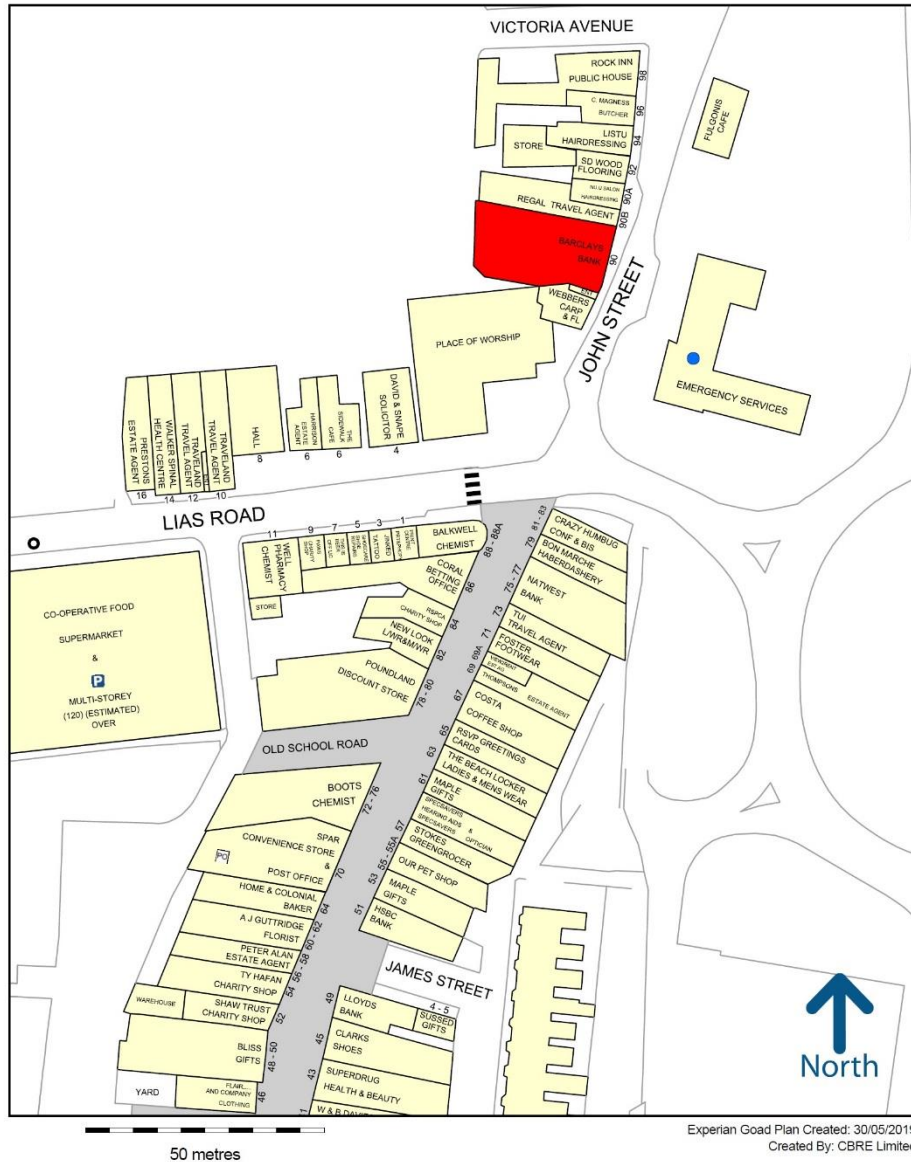 VICTORIA AVENUE
ROCK INN
PUBLIC HOUSE
98
C. MAGNESS
BUTCHER
96
LISTU
HAIRDRESSING
94
STORE
SD WOOD
FLOORING
92
NU.U SALON
HAIRDRESSING
90A
REGAL TRAVEL AGENT
90B
FULGONIS
CAFE
BARCLAYS
BANK
90
WEBBERS
CARP
& FL
JOHN STREET
PLACE OF WORSHIP
EMERGENCY SERVICES
PRESTONS
ESTATE AGENT
16
WALKER SPINAL
HEALTH CENTRE
14
TRAVELAND
TRAVEL AGENT
12
TRAVELAND
TRAVEL AGENT
10
HALL
8
HARRISON
ESTATE
AGENT
6
THE
SIDEWALK
CAFE
6
DAVID & SNAPE
SOLICITOR
4
LIAS ROAD
11
9
7
5
3
1
WELL
PHARMACY
CHEMIST
STORE
CHARITY
SHOP
JINKED
TATTOO
BALKWELL
CHEMIST
88 - 88A
CORAL
BETTING
OFFICE
86
RSPCA
CHARITY SHOP
84
NEW LOOK
L/WR&M/WR
82
POUNDLAND
DISCOUNT STORE
78 - 80
CO-OPERATIVE FOOD
SUPERMARKET
&
P
MULTI-STOREY
(120) (ESTIMATED)
OVER
OLD SCHOOL ROAD
81 - 83
CRAZY HUMBUG
CONF & BIS
79
BON MARCHE
HABERDASHERY
75 - 77
NATWEST
BANK
73
TUI
TRAVEL AGENT
71
FOSTER
FOOTWEAR
69 69A
THOMPSONS ESTATE AGENT
67
COSTA
COFFEE SHOP
65
RSVP GREETINGS
CARDS
63
THE BEACH LOCKER
LADIES & MENS WEAR
61
MAPLE
GIFTS
SPECSAVERS
HEARING AIDS &
SPECSAVERS OPTICIAN
57
STOKES
GREENGROCER
55 - 55A
OUR PET SHOP
53
MAPLE
GIFTS
51
HSBC
BANK
BOOTS
CHEMIST
72 - 76
SPAR
CONVENIENCE STORE
&
POST OFFICE
PO
70
HOME & COLONIAL
BAKER
64
A J GUTTRIDGE
FLORIST
60 - 62
PETER ALAN
ESTATE AGENT
56 - 58
TY HAFAN
CHARITY SHOP
54
WAREHOUSE
SHAW TRUST
CHARITY SHOP
52
BLISS
GIFTS
48 - 50
YARD
FLAIR...
AND COMPANY
CLOTHING
46
JAMES STREET
4 - 5
SUSSED
GIFTS
49
LLOYDS
BANK
45
CLARKS
SHOES
43
SUPERDRUG
HEALTH & BEAUTY
North
50 metres
Experian Goad Plan Created: 30/05/2019
Created By: CBRE Limited